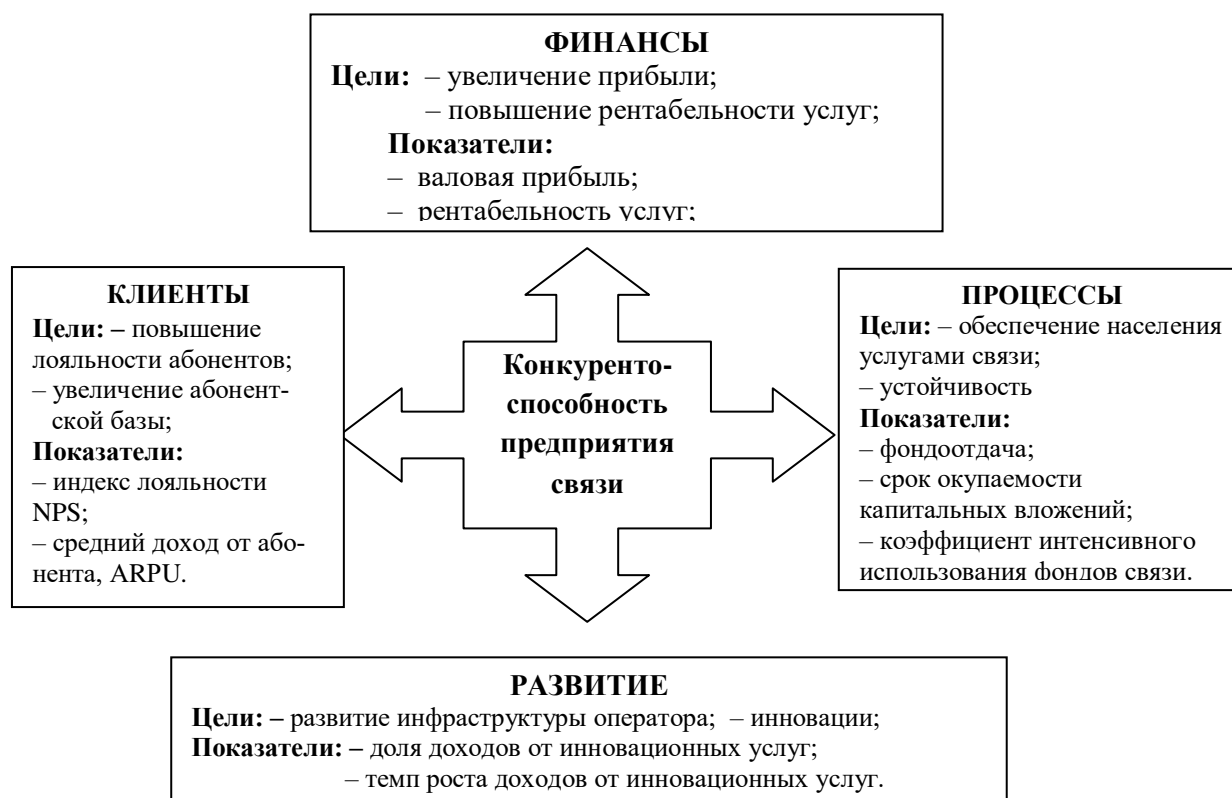 ФИНАНСЫ
Цели: – увеличение прибыли;
– повышение рентабельности услуг;
Показатели:
– валовая прибыль;
– рентабельность услуг;
КЛИЕНТЫ
Цели: – повышение
лояльности абонентов;
– увеличение абонент-
ской базы;
Показатели:
– индекс лояльности
NPS;
– средний доход от або-
нента, ARPU.
Конкуренто-
способность
предприятия
связи
ПРОЦЕССЫ
Цели: – обеспечение населения
услугами связи;
– устойчивость
Показатели:
– фондоотдача;
– срок окупаемости
капитальных вложений;
– коэффициент интенсивного
использования фондов связи.
РАЗВИТИЕ
Цели: – развитие инфраструктуры оператора; – инновации;
Показатели: – доля доходов от инновационных услуг;
– темп роста доходов от инновационных услуг.